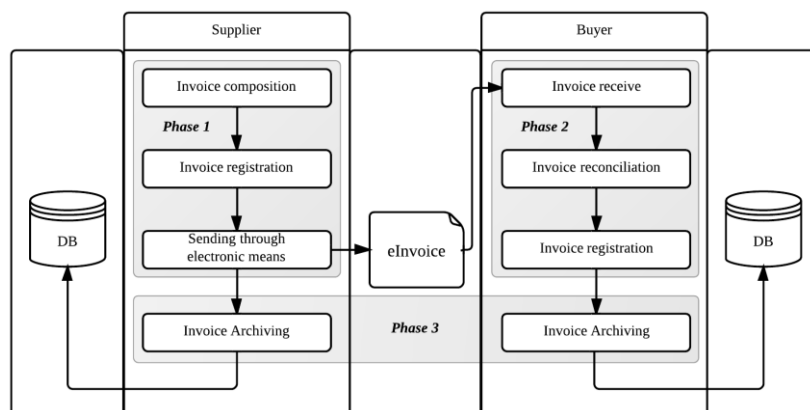 Supplier
Buyer
Invoice composition
Phase 1
Invoice registration
Sending through
electronic means
DB
eInvoice
Invoice receive
Phase 2
Invoice reconciliation
Invoice registration
DB
Invoice Archiving
Phase 3
Invoice Archiving